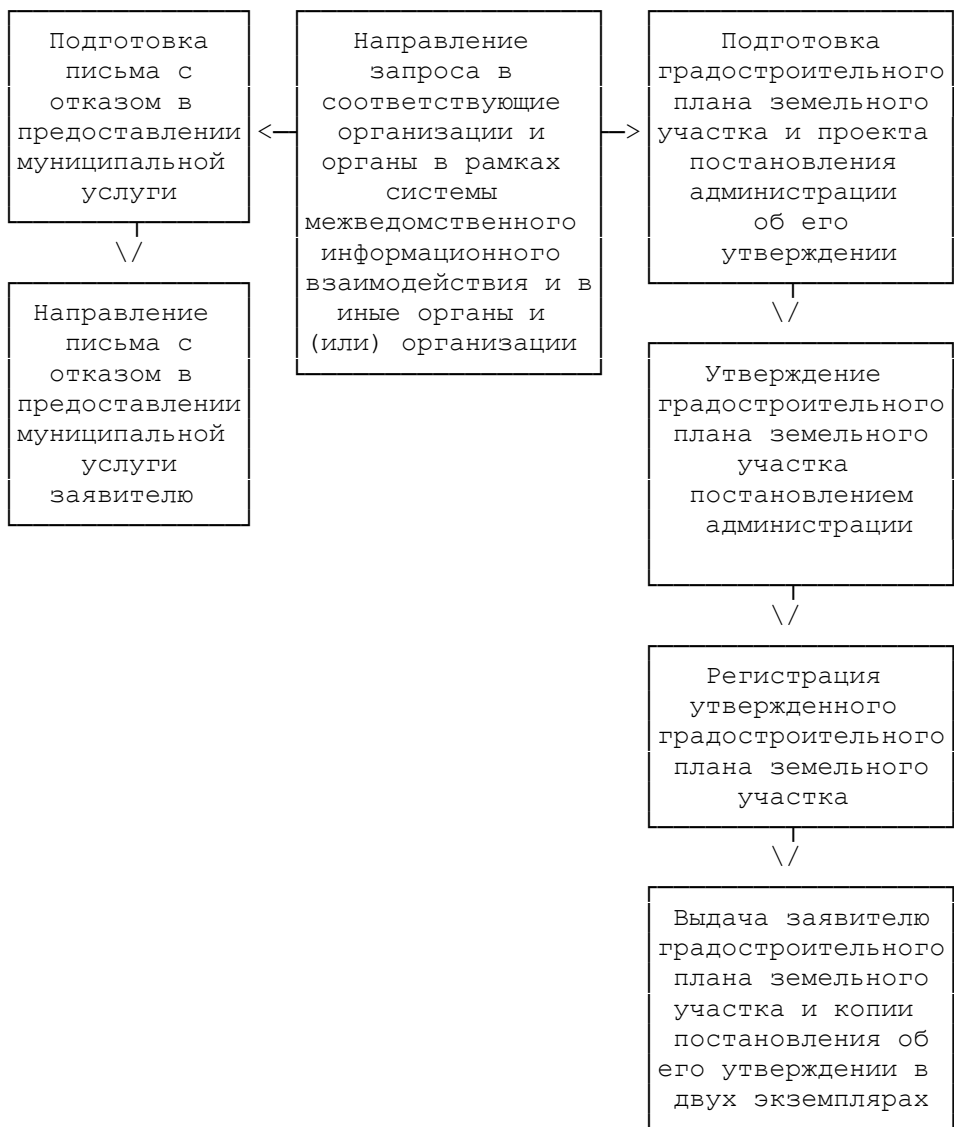 Подготовка
письма с
отказом в
предоставлении
муниципальной
услуги
Направление
запроса в
соответствующие
организации и
органы в рамках
системы
межведомственного
информационного
взаимодействия и в
иные органы и
(или) организации
Подготовка
градостроительного
плана земельного
участка и проекта
постановления
администрации
об его
утверждении
Направление
письма с
отказом в
предоставлении
муниципальной
услуги
заявителю
Утверждение
градостроительного
плана земельного
участка
постановлением
администрации
Регистрация
утвержденного
градостроительного
плана земельного
участка
Выдача заявителю
градостроительного
плана земельного
участка и копии
постановления об
его утверждении в
двух экземплярах